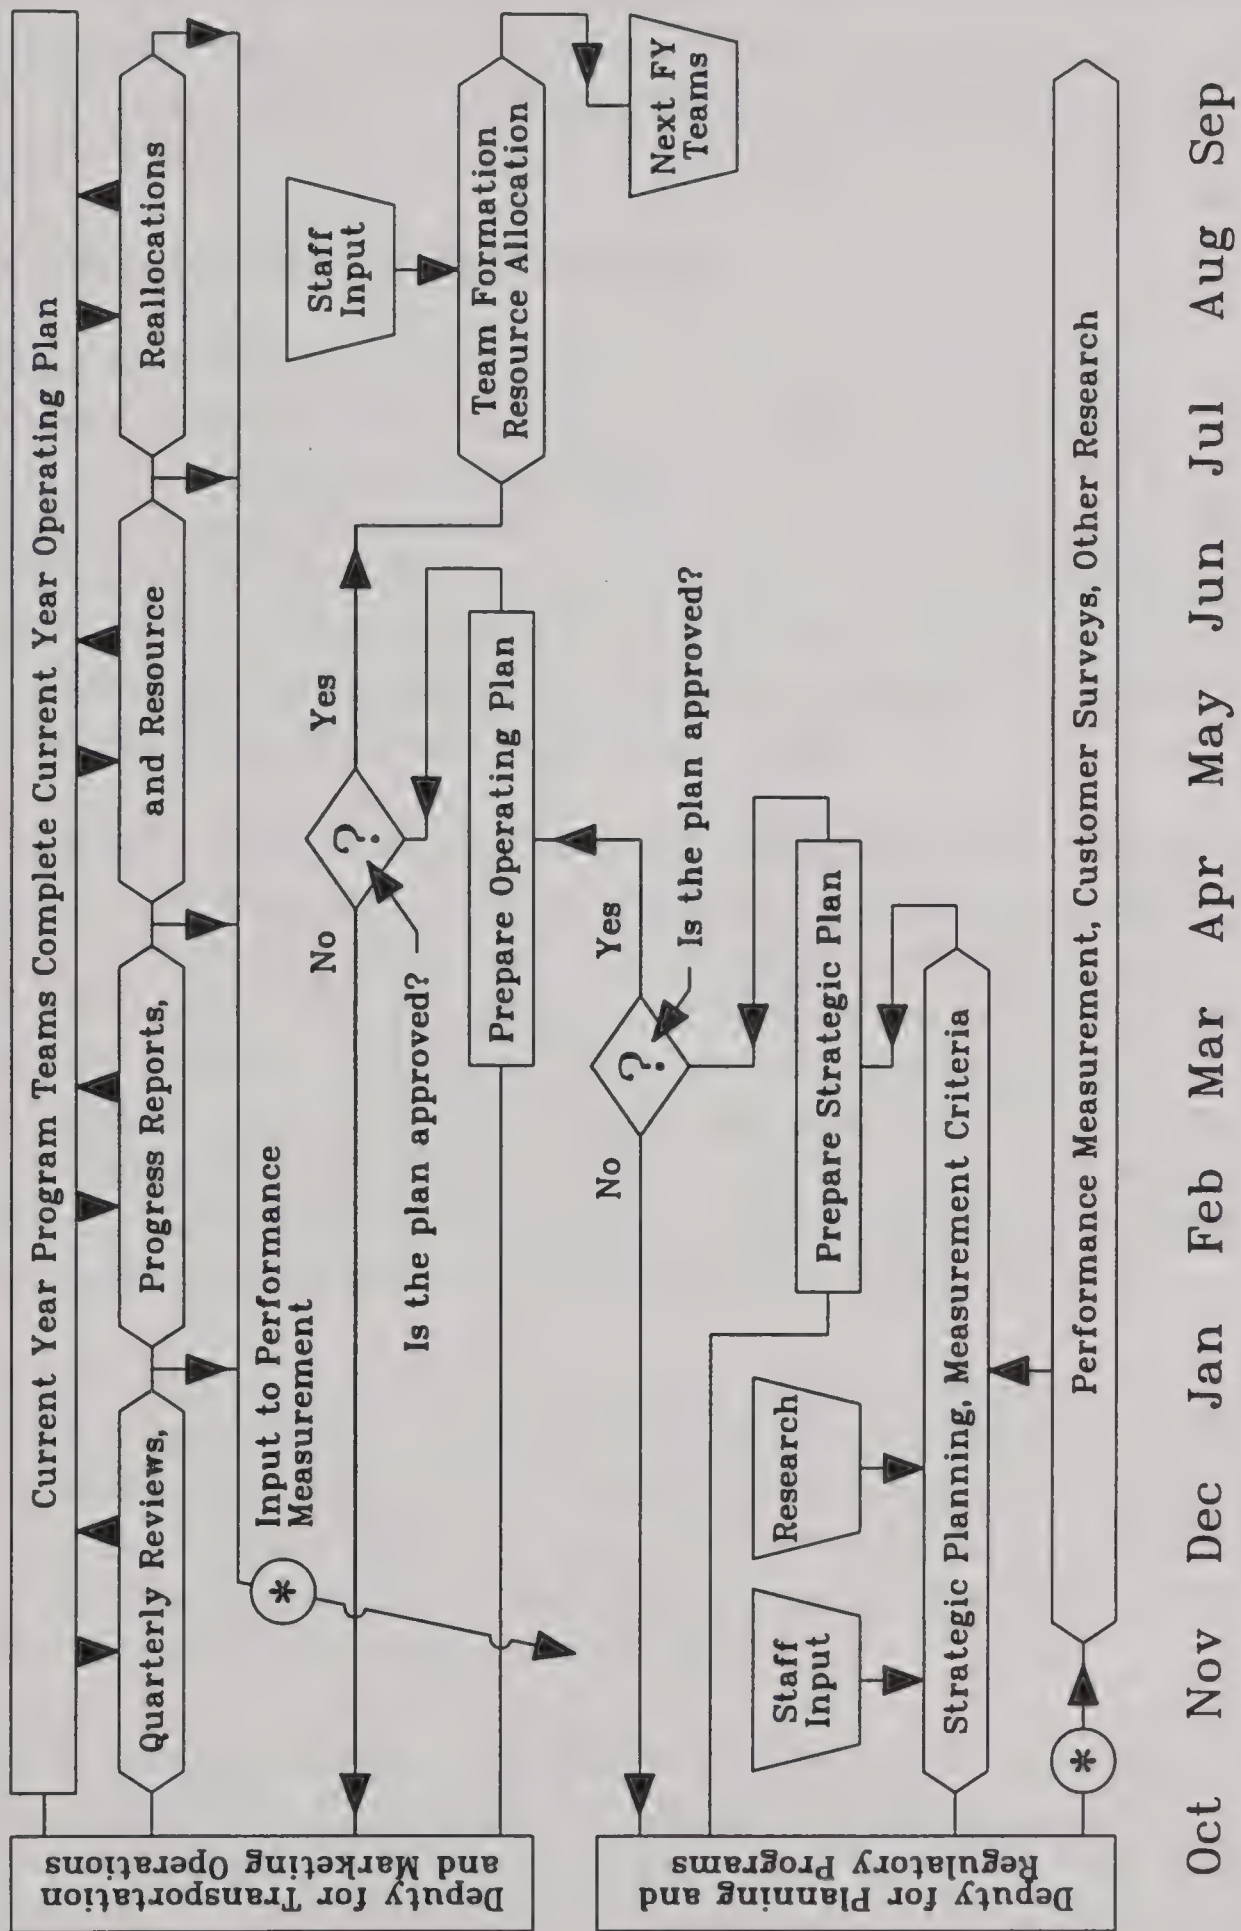 Deputy for Transportation
and Marketing Operations
Current Year Program Teams Complete Current Year Operating Plan
Quarterly Reviews,
Progress Reports,
and Resource
Reallocations
*
Input to Performance
Measurement
No
?
Yes
Is the plan approved?
Staff
Input
Prepare Operating Plan
Team Formation
Resource Allocation
Next FY
Teams
Deputy for Planning and
Regulatory Programs
No
?
Yes
Is the plan approved?
Staff
Input
Research
Prepare Strategic Plan
Strategic Planning, Measurement Criteria
*
Performance Measurement, Customer Surveys, Other Research
Oct Nov Dec Jan Feb Mar Apr May Jun Jul Aug Sep